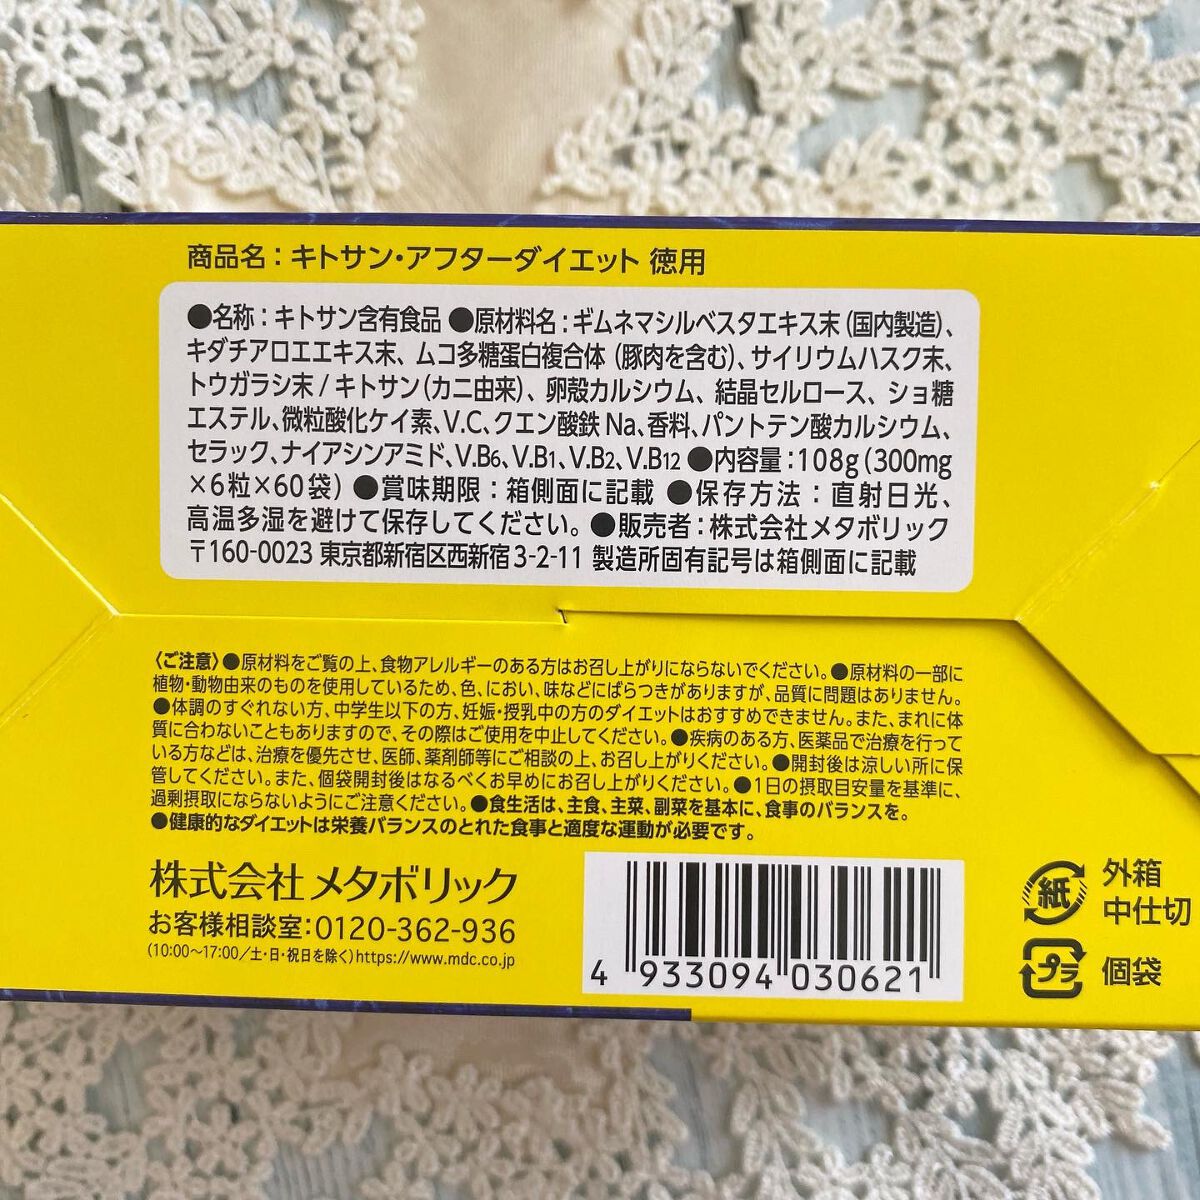 商品名：キトサン・アフターダイエット 徳用
●名称：キトサン含有食品 ●原材料名：ギムネマシルベスタエキス末（国内製造）、
キダチアロエエキス末、ムコ多糖蛋白複合体（豚肉を含む）、サイリウムハスク末、
トウガラシ末/キトサン（カニ由来）、卵殻カルシウム、結晶セルロース、ショ糖
エステル、微粒酸化ケイ素、V.C、クエン酸鉄Na、香料、パントテン酸カルシウム、
セラック、ナイアシンアミド、V.B6、V.B1、V.B2、V.B12 ●内容量：108g（300mg
×6粒×60袋）●賞味期限：箱側面に記載 ●保存方法：直射日光、
高温多湿を避けて保存してください。●販売者：株式会社メタボリック
〒160-0023 東京都新宿区西新宿3-2-11 製造所固有記号は箱側面に記載
〈ご注意〉●原材料をご覧の上、食物アレルギーのある方はお召し上がりにならないでください。●原材料の一部に
植物・動物由来のものを使用しているため、色、におい、味などにばらつきがありますが、品質に問題はありません。
●体調のすぐれない方、中学生以下の方、妊娠・授乳中の方のダイエットはおすすめできません。また、まれに体
質に合わないこともありますので、その際はご使用を中止してください。●疾病のある方、医薬品で治療を行って
いる方などは、治療を優先させ、医師、薬剤師等にご相談の上、お召し上がりください。●開封後は涼しい所に保
管してください。また、個袋開封後はなるべくお早めにお召し上がりください。●1日の摂取目安量を基準に、
過剰摂取にならないようにご注意ください。●食生活は、主食、主菜、副菜を基本に、食事のバランスを。
●健康的なダイエットは栄養バランスのとれた食事と適度な運動が必要です。
株式会社メタボリック
お客様相談室：0120-362-936
（10:00～17:00／土・日・祝日を除く）https://www.mdc.co.jp
4 933094 030621
紙 外箱
中仕切
プラ 個袋